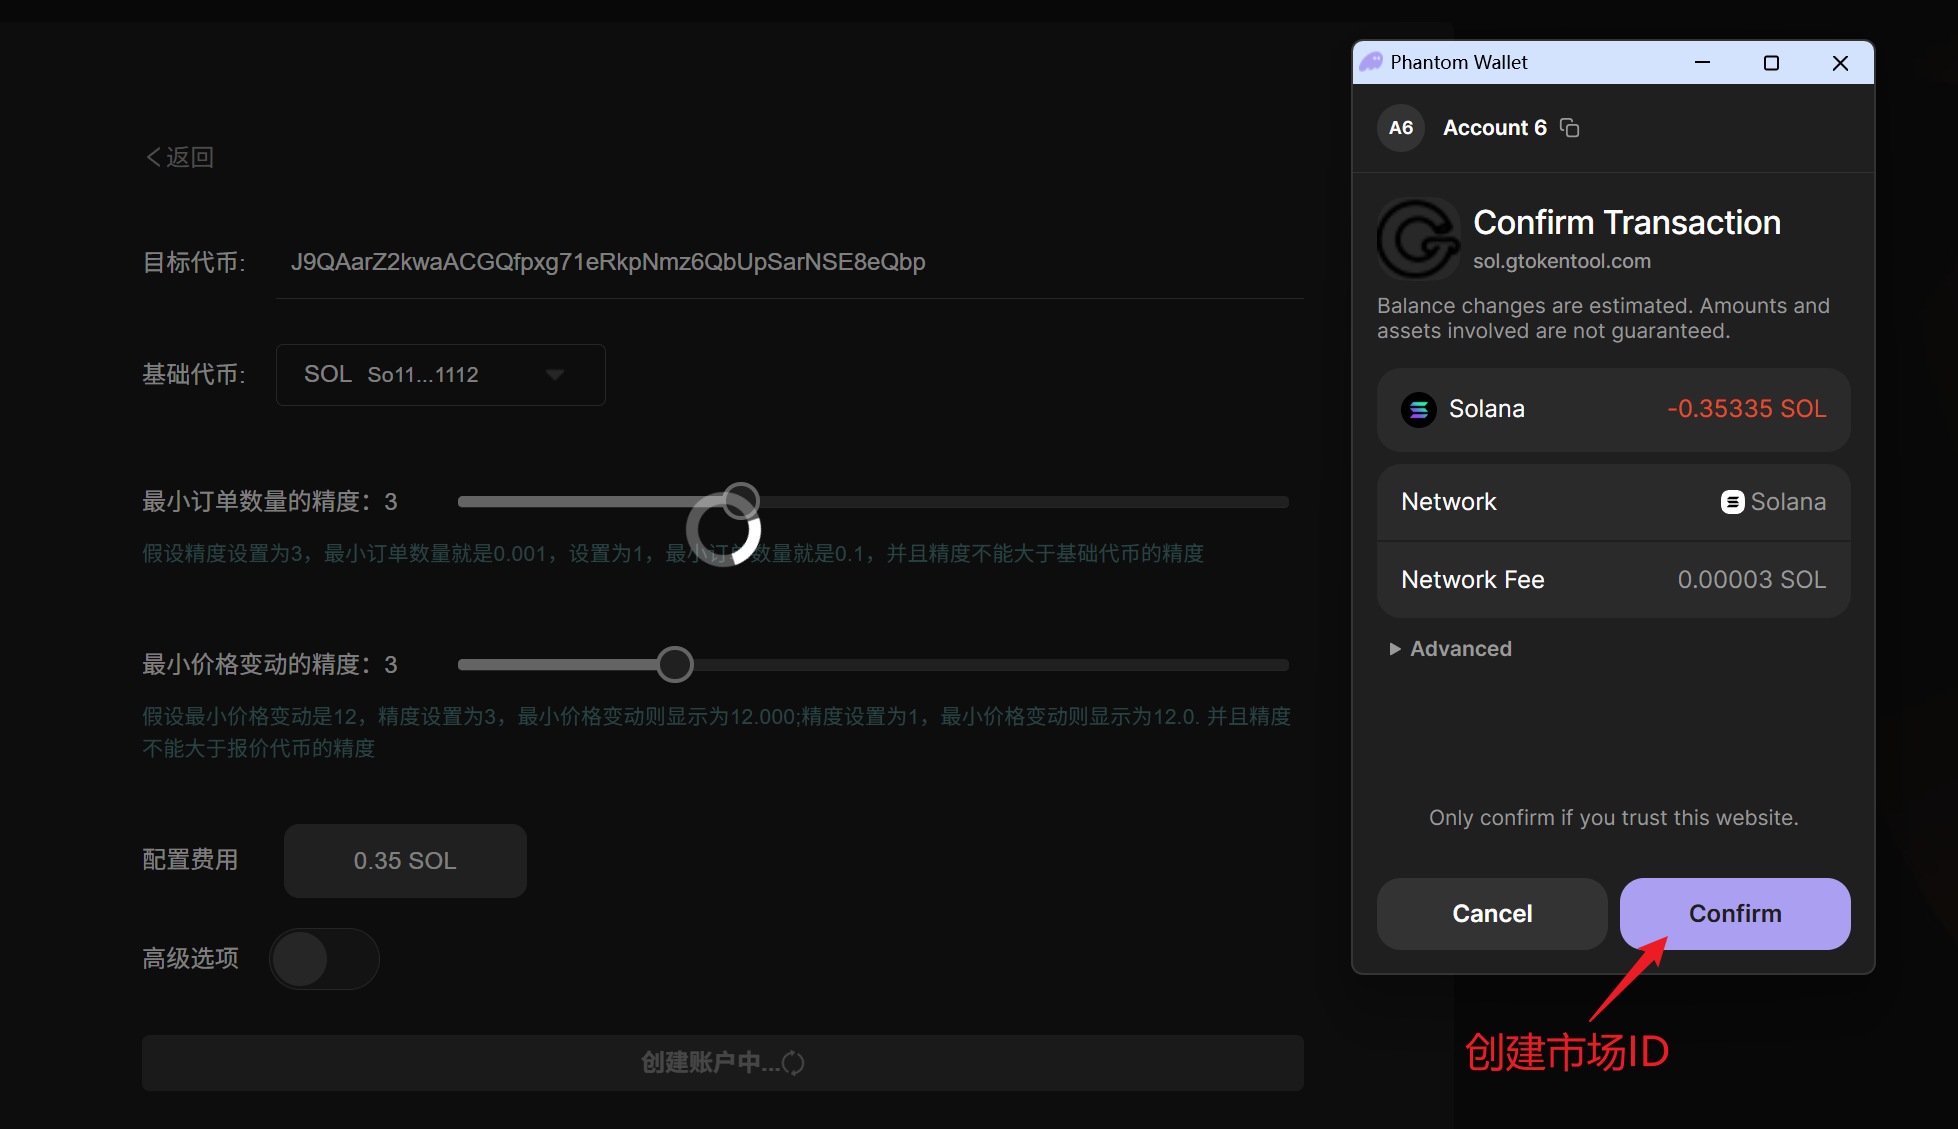 返回
目标代币: J9QAarZ2kwaACGQfpxg71eRkpNmz6QbUpSarNSE8eQbp
基础代币: SOL So11...1112
最小订单数量的精度：3
假设精度设置为3，最小订单数量就是0.001，设置为1，最小订单数量就是0.1，并且精度不能大于基础代币的精度
最小价格变动的精度：3
假设最小价格变动是12，精度设置为3，最小价格变动则显示为12.000;精度设置为1，最小价格变动则显示为12.0. 并且精度
不能大于报价代币的精度
配置费用 0.35 SOL
高级选项
创建账户中...
Phantom Wallet
A6 Account 6
Confirm Transaction
sol.gtokentool.com
Balance changes are estimated. Amounts and
assets involved are not guaranteed.
Solana -0.35335 SOL
Network Solana
Network Fee 0.00003 SOL
Advanced
Only confirm if you trust this website.
Cancel Confirm
创建市场ID